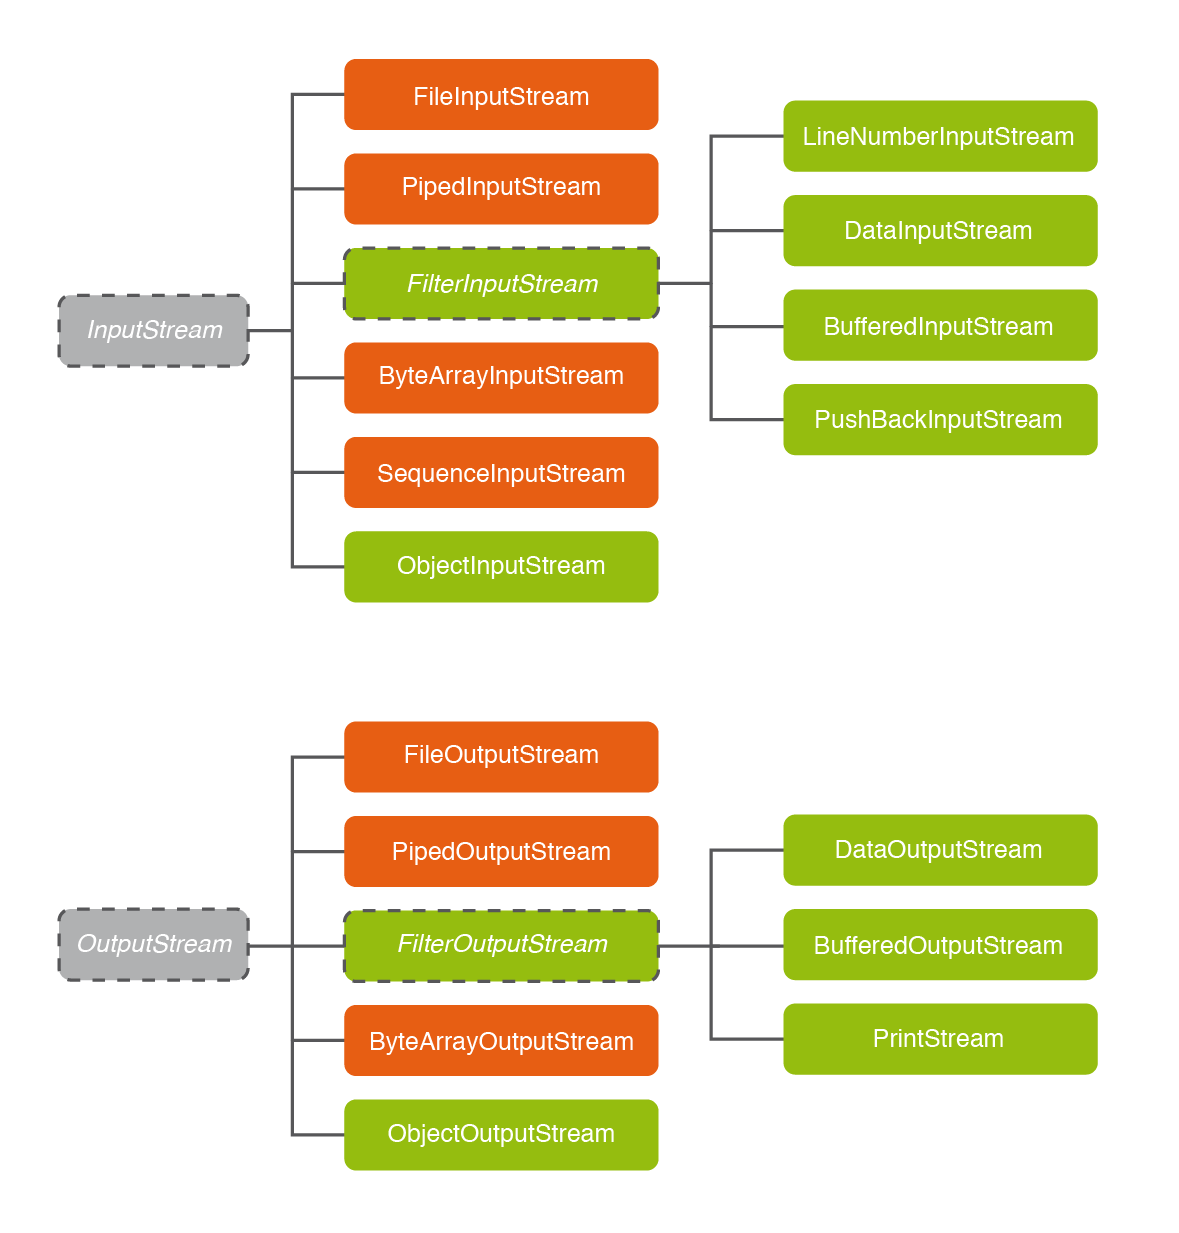 InputStream
FileInputStream
PipedInputStream
FilterInputStream
ByteArrayInputStream
SequenceInputStream
ObjectInputStream
LineNumberInputStream
DataInputStream
BufferedInputStream
PushBackInputStream
OutputStream
FileOutputStream
PipedOutputStream
FilterOutputStream
ByteArrayOutputStream
ObjectOutputStream
DataOutputStream
BufferedOutputStream
PrintStream